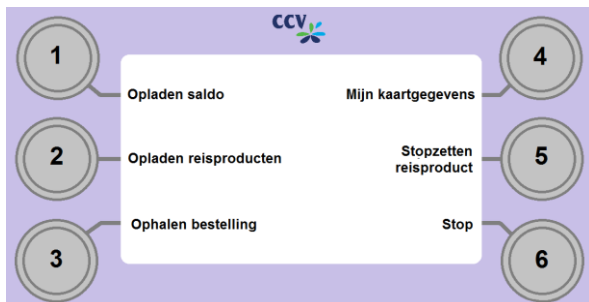 CCV
1
Opladen saldo
Mijn kaartgegevens
4
2
Opladen reisproducten
Stopzetten
reisproduct
5
3
Ophalen bestelling
Stop
6